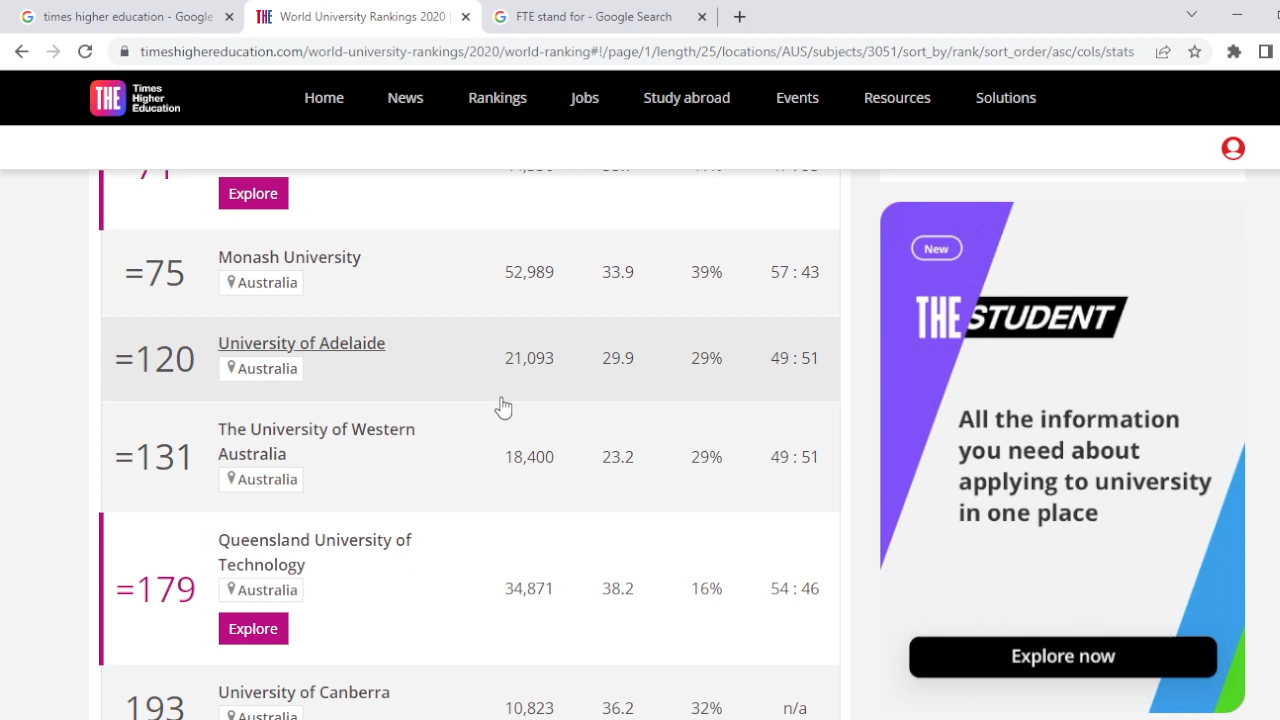 times higher education - Google
World University Rankings 2020
FTE stand for - Google Search
timeshighereducation.com/world-university-rankings/2020/world-ranking#!/page/1/length/25/locations/AUS/subjects/3051/sort_by/rank/sort_order/asc/cols/stats
THE Times Higher Education
Home News Rankings Jobs Study abroad Events Resources Solutions
Explore
=75 Monash University 52,989 33.9 39% 57 : 43
Australia
=120 University of Adelaide 21,093 29.9 29% 49 : 51
Australia
=131 The University of Western
Australia 18,400 23.2 29% 49 : 51
Australia
=179 Queensland University of
Technology 34,871 38.2 16% 54 : 46
Australia
Explore
193 University of Canberra 10,823 36.2 32% n/a
Australia
New
THE STUDENT
All the information
you need about
applying to university
in one place
Explore now